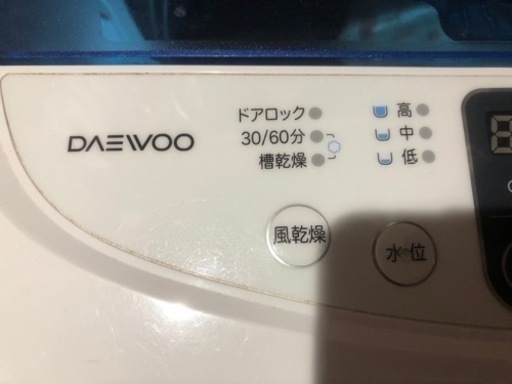 DAEWOO
ドアロック
30/60分
槽乾燥
高
中
低
風乾燥
水位